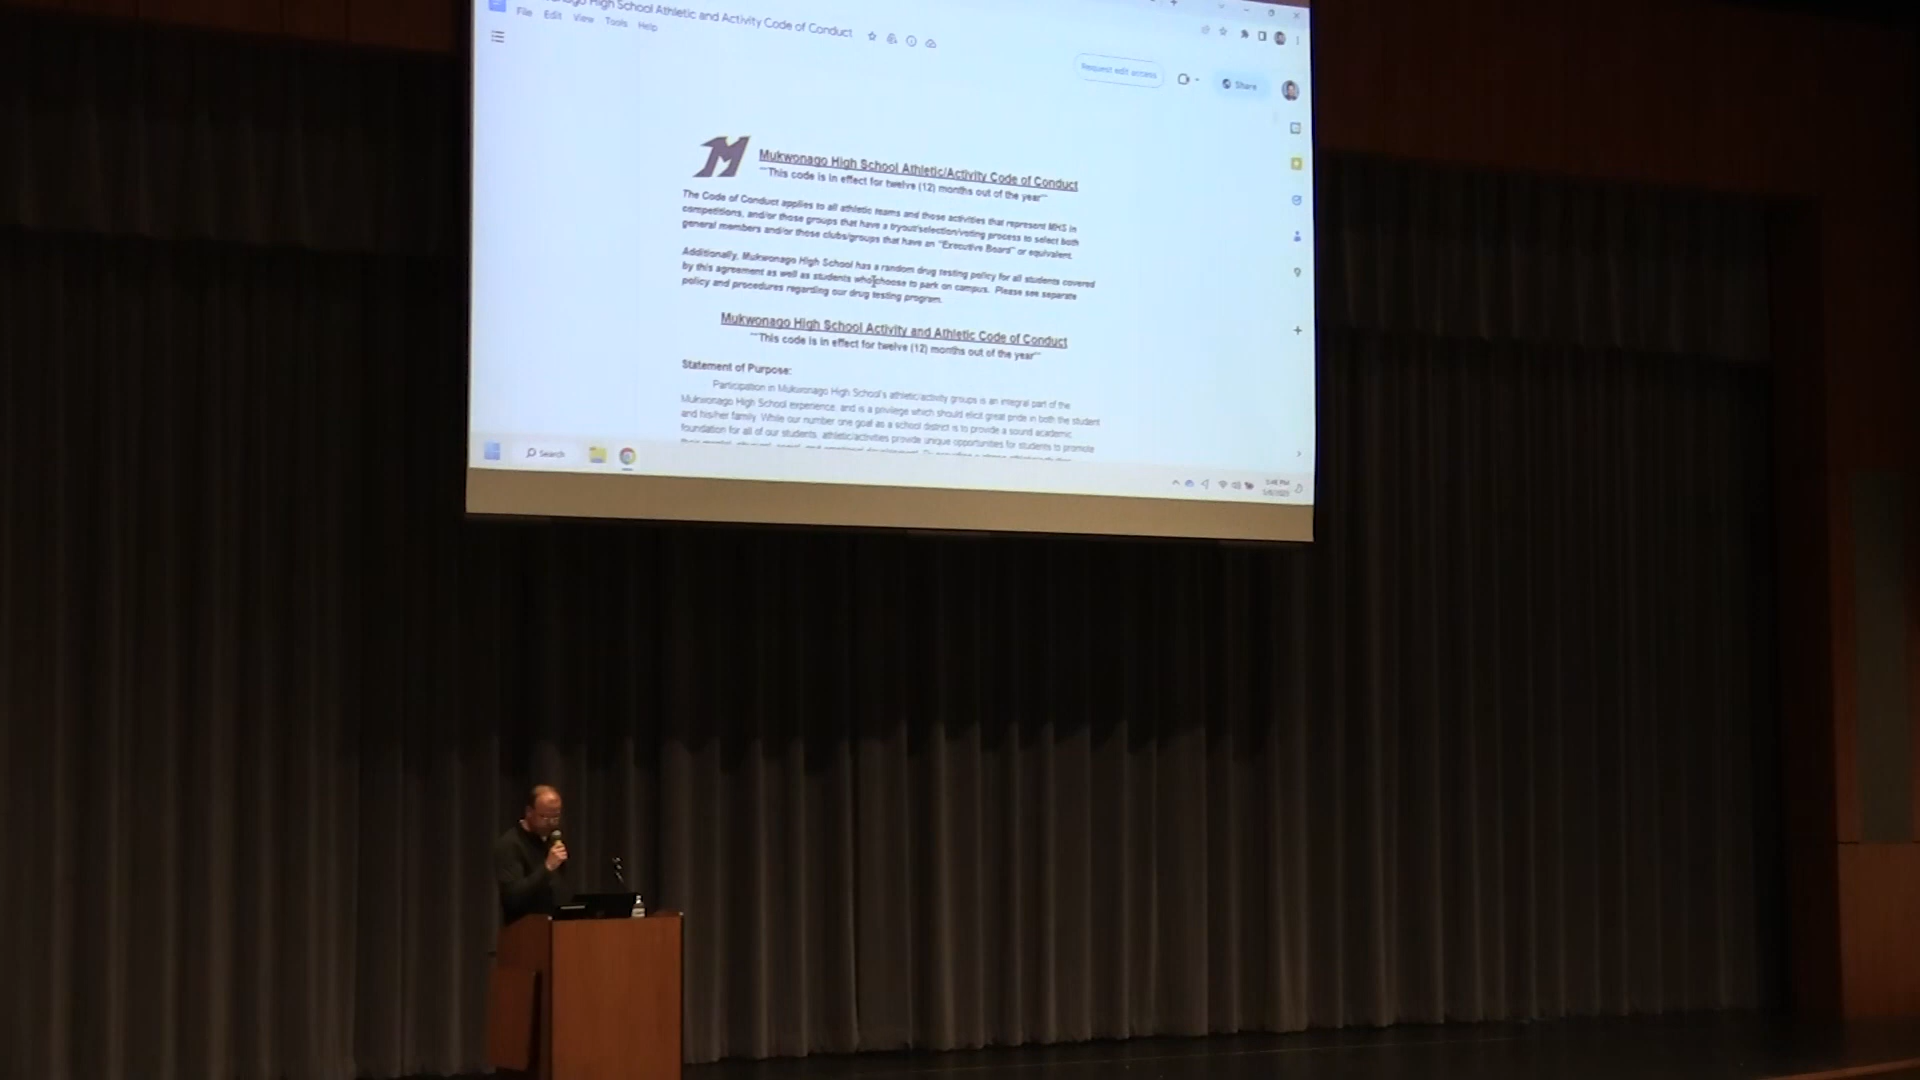 High School Athletic and Activity Code of Conduct
File Edit View Tools Help
Request edit access
Share
M
Mukwonago High School Athletic/Activity Code of Conduct
**This code is in effect for twelve (12) months out of the year**
The Code of Conduct applies to all athletic teams and those activities that represent MHS in
competitions, and/or those groups that have a tryout/selection/voting process to select both
general members and/or those clubs/groups that have an "Executive Board" or equivalent.
Additionally, Mukwonago High School has a random drug testing policy for all students covered
by this agreement as well as students who choose to park on campus. Please see separate
policy and procedures regarding our drug testing program.
Mukwonago High School Activity and Athletic Code of Conduct
**This code is in effect for twelve (12) months out of the year**
Statement of Purpose:
Participation in Mukwonago High School's athletic/activity groups is an integral part of the
Mukwonago High School experience, and is a privilege which should elicit great pride in both the student
and his/her family. While our number one goal as a school district is to provide a sound academic
foundation for all of our students, athletic/activities provide unique opportunities for students to promote
Search